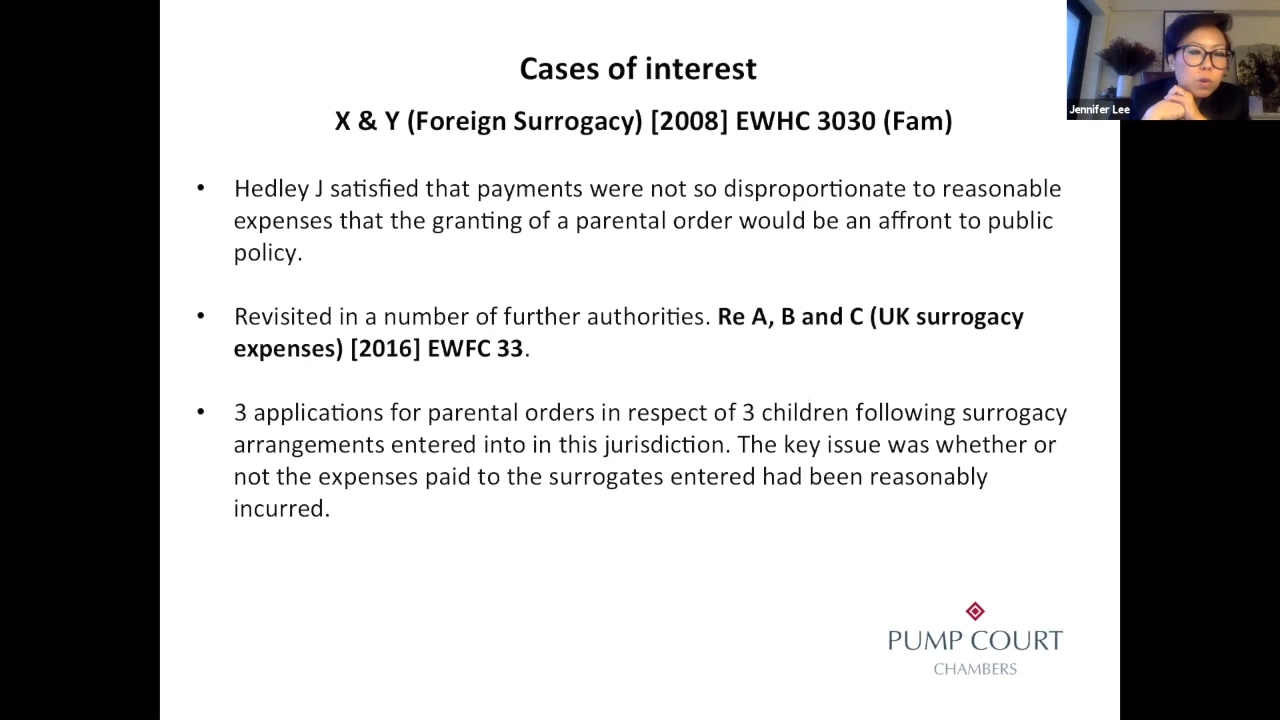 Cases of interest
X & Y (Foreign Surrogacy) [2008] EWHC 3030 (Fam)
• Hedley J satisfied that payments were not so disproportionate to reasonable
expenses that the granting of a parental order would be an affront to public
policy.
• Revisited in a number of further authorities. Re A, B and C (UK surrogacy
expenses) [2016] EWFC 33.
• 3 applications for parental orders in respect of 3 children following surrogacy
arrangements entered into in this jurisdiction. The key issue was whether or
not the expenses paid to the surrogates entered had been reasonably
incurred.
PUMP COURT
CHAMBERS
Jennifer Lee